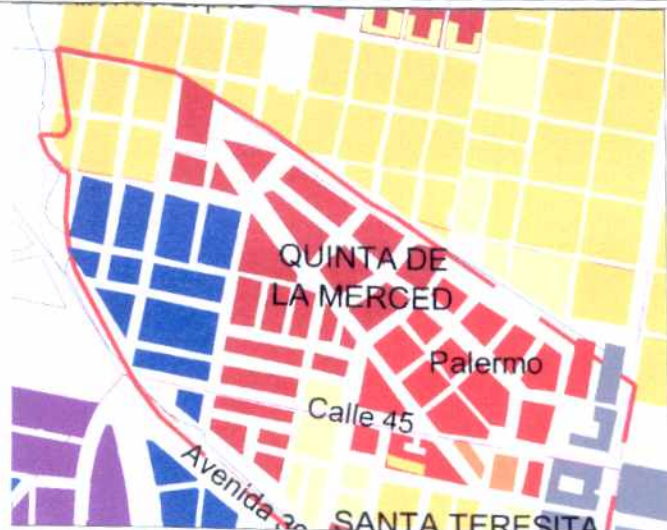 QUINTA DE
LA MERCED
Palermo
Calle 45
Avenida
SANTA TERESITA